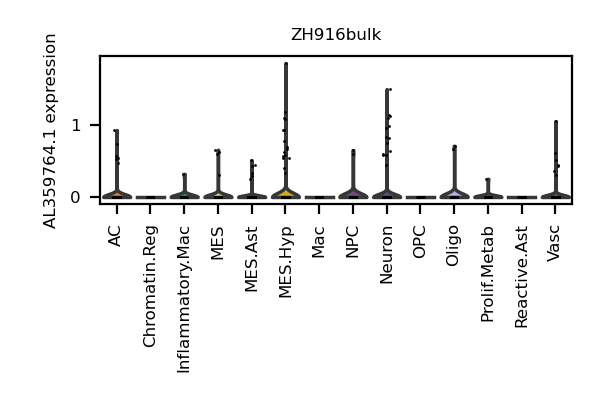 ZH916bulk
AL359764.1 expression
1
0
AC
Chromatin.Reg
Inflammatory.Mac
MES
MES.Ast
MES.Hyp
Mac
NPC
Neuron
OPC
Oligo
Prolif.Metab
Reactive.Ast
Vasc